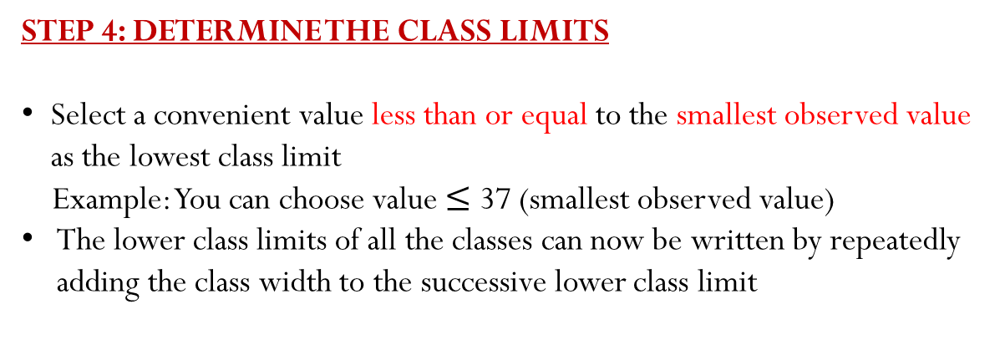 STEP 4: DETERMINE THE CLASS LIMITS
• Select a convenient value less than or equal to the smallest observed value
as the lowest class limit
Example: You can choose value ≤ 37 (smallest observed value)
• The lower class limits of all the classes can now be written by repeatedly
adding the class width to the successive lower class limit